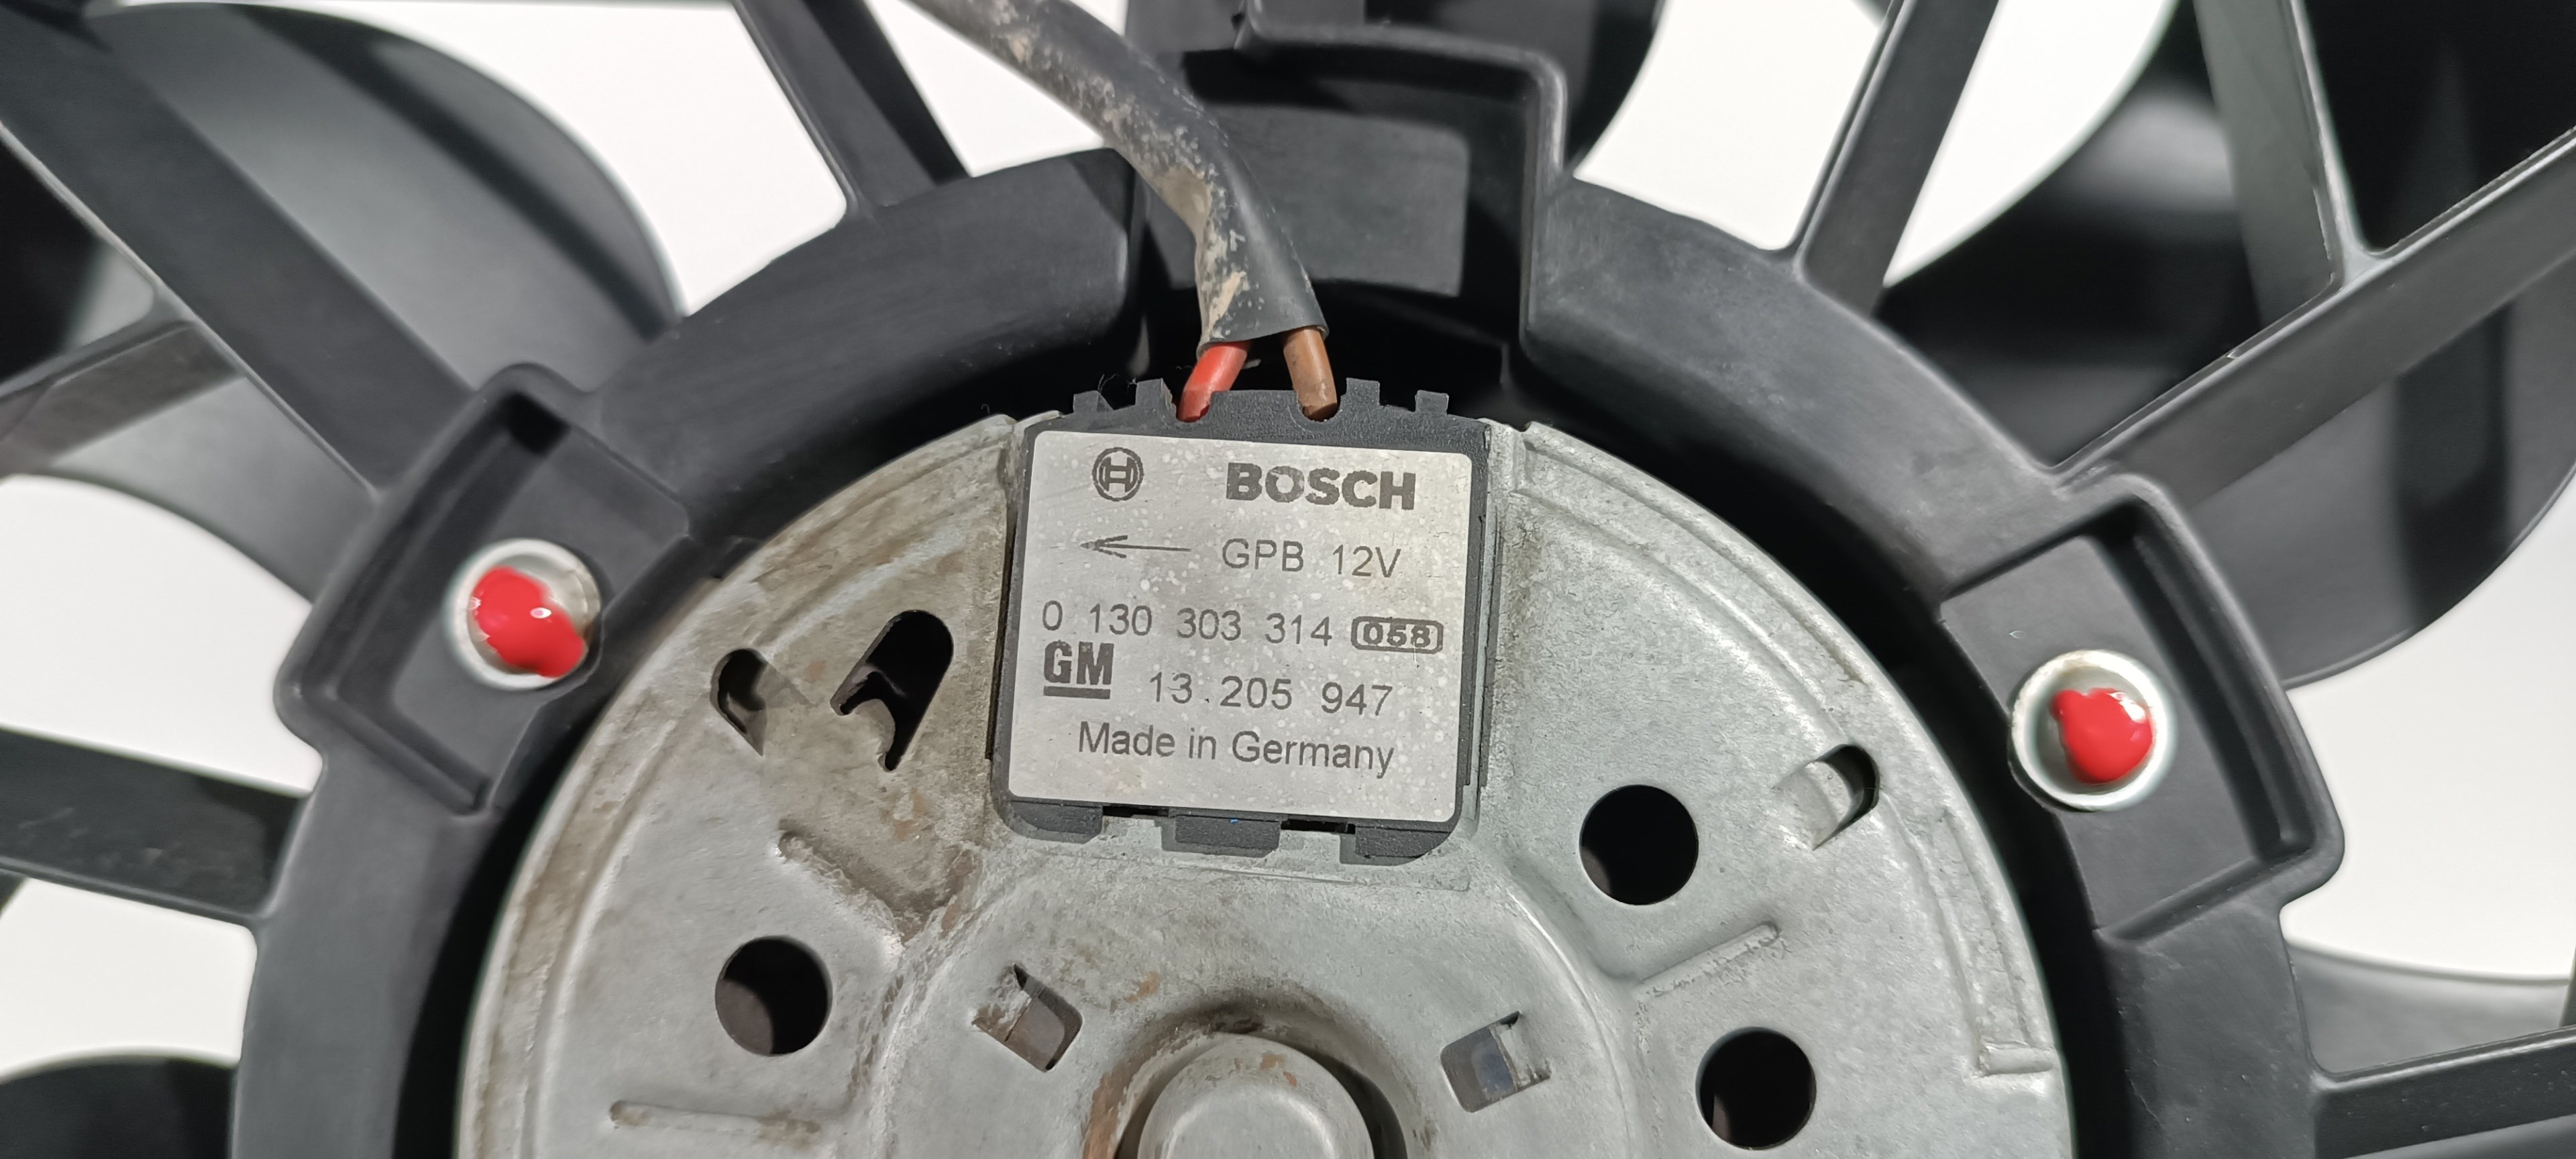 BOSCH
GPB 12V
0 130 303 314 058
GM 13.205 947
Made in Germany